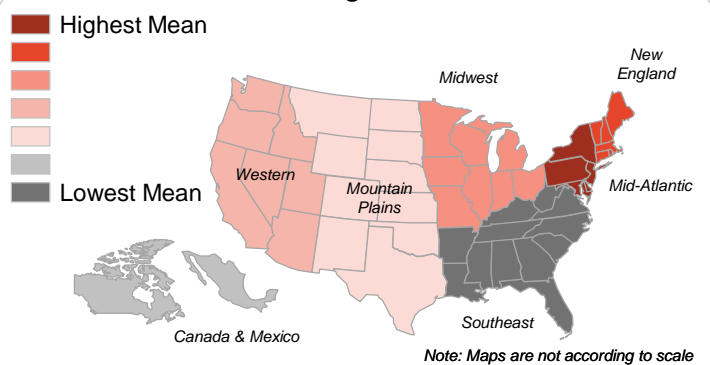 Highest Mean
Lowest Mean
New
England
Midwest
Western
Mountain
Plains
Mid-Atlantic
Southeast
Canada & Mexico
Note: Maps are not according to scale